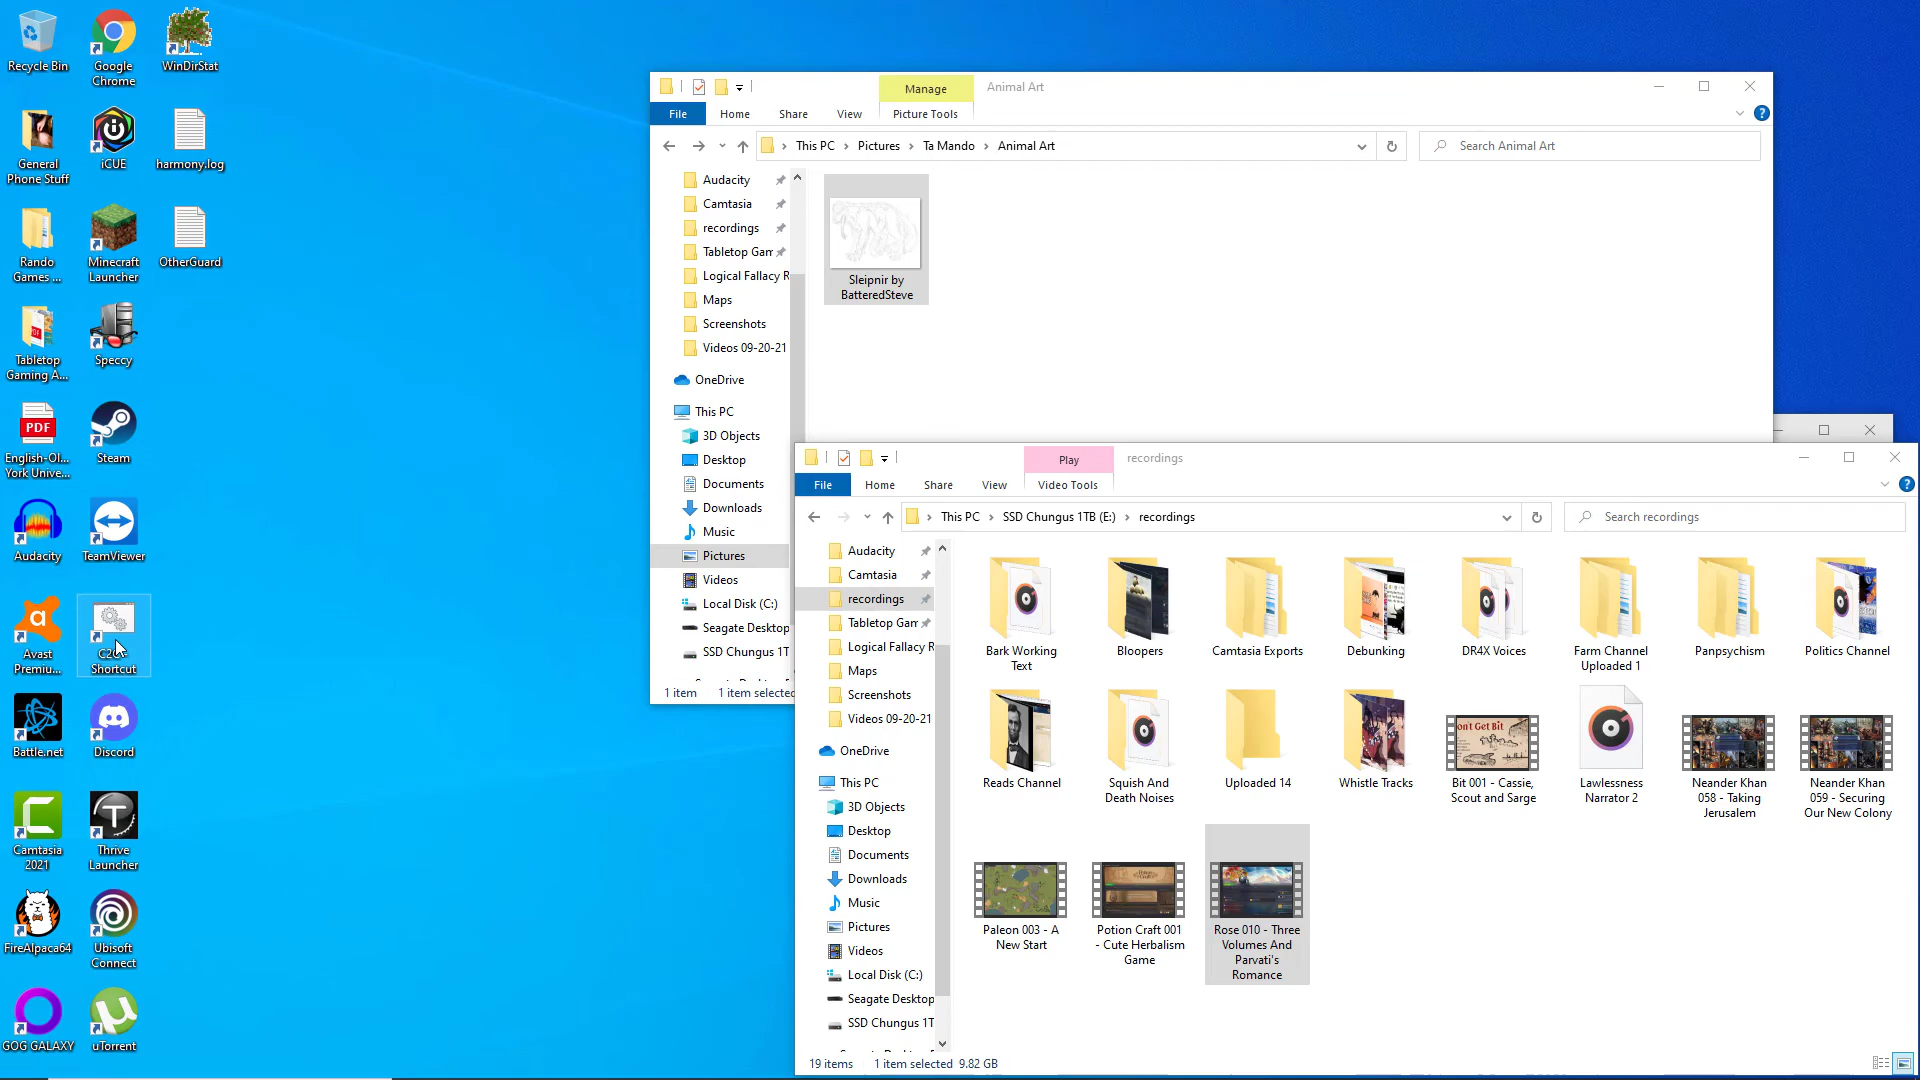 Recycle Bin
Google
Chrome
WinDirStat
General
Phone Stuff
iCUE
harmony.log
Rando
Games ...
Minecraft
Launcher
OtherGuard
Tabletop
Gaming A...
Speccy
PDF
English-Ol...
York Unive...
Steam
Audacity
TeamViewer
Avast
Premiu...
Shortcut
Battle.net
Discord
Camtasia
2021
Thrive
Launcher
FireAlpaca64
Ubisoft
Connect
GOG GALAXY
uTorrent
Manage
Animal Art
File
Home
Share
View
Picture Tools
This PC
Pictures
Ta Mando
Animal Art
Search Animal Art
Audacity
Camtasia
recordings
Tabletop Gam
Logical Fallacy R
Maps
Screenshots
Videos 09-20-21
OneDrive
This PC
3D Objects
Desktop
Documents
Downloads
Music
Pictures
Videos
Local Disk (C:)
Seagate Desktop
SSD Chungus 1T
Sleipnir by
BatteredSteve
1 item
1 item selected
Play
recordings
File
Home
Share
View
Video Tools
This PC
SSD Chungus 1TB (E:)
recordings
Search recordings
Audacity
Camtasia
recordings
Tabletop Gam
Logical Fallacy R
Maps
Screenshots
Videos 09-20-21
OneDrive
This PC
3D Objects
Desktop
Documents
Downloads
Music
Pictures
Videos
Local Disk (C:)
Seagate Desktop
SSD Chungus 1T
Bark Working
Text
Bloopers
Camtasia Exports
Debunking
DR4X Voices
Farm Channel
Uploaded 1
Panpsychism
Politics Channel
Reads Channel
Squish And
Death Noises
Uploaded 14
Whistle Tracks
on't Get Bit
Bit 001 - Cassie,
Scout and Sarge
Lawlessness
Narrator 2
Neander Khan
058 - Taking
Jerusalem
Neander Khan
059 - Securing
Our New Colony
Paleon 003 - A
New Start
Potion Craft 001
- Cute Herbalism
Game
Rose 010 - Three
Volumes And
Parvati's
Romance
19 items
1 item selected
9.82 GB